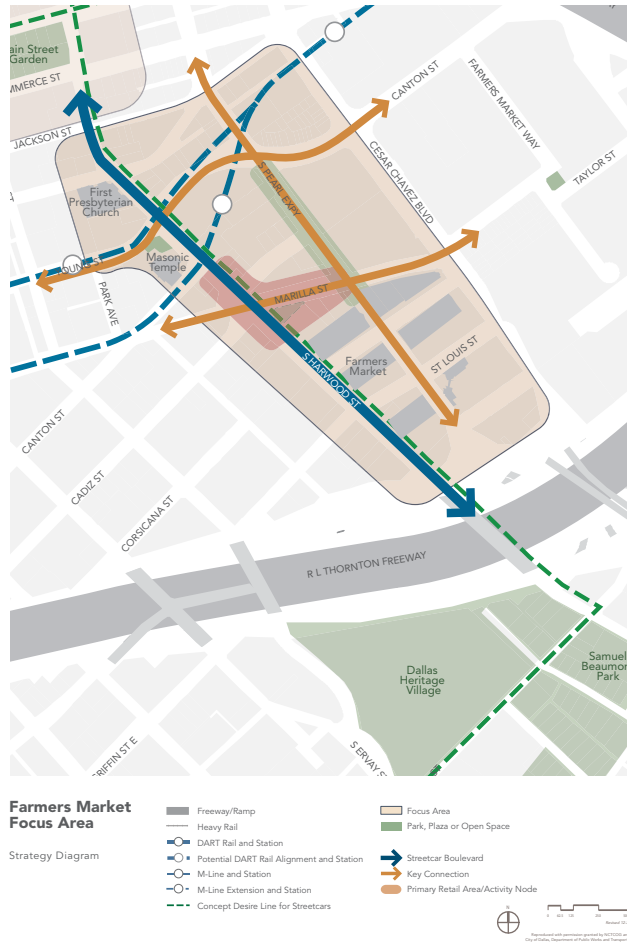 ain Street
Garden
MMERCE ST
JACKSON ST
CANTON ST
FARMERS MARKET WAY
TAYLOR ST
CESAR CHAVEZ BLVD
S PEARL EXPY
First
Presbyterian
Church
Masonic
Temple
YOUNG ST
PARK AVE
MARILLA ST
S HARWOOD ST
Farmers
Market
ST LOUIS ST
CANTON ST
CADIZ ST
CORSICANA ST
R L THORNTON FREEWAY
Dallas
Heritage
Village
Samuel
Beaumon
Park
GRIFFIN ST E
S ERVAY S
Farmers Market
Focus Area
Strategy Diagram
Freeway/Ramp
Heavy Rail
DART Rail and Station
Potential DART Rail Alignment and Station
M-Line and Station
M-Line Extension and Station
Concept Desire Line for Streetcars
Focus Area
Park, Plaza or Open Space
Streetcar Boulevard
Key Connection
Primary Retail Area/Activity Node
N